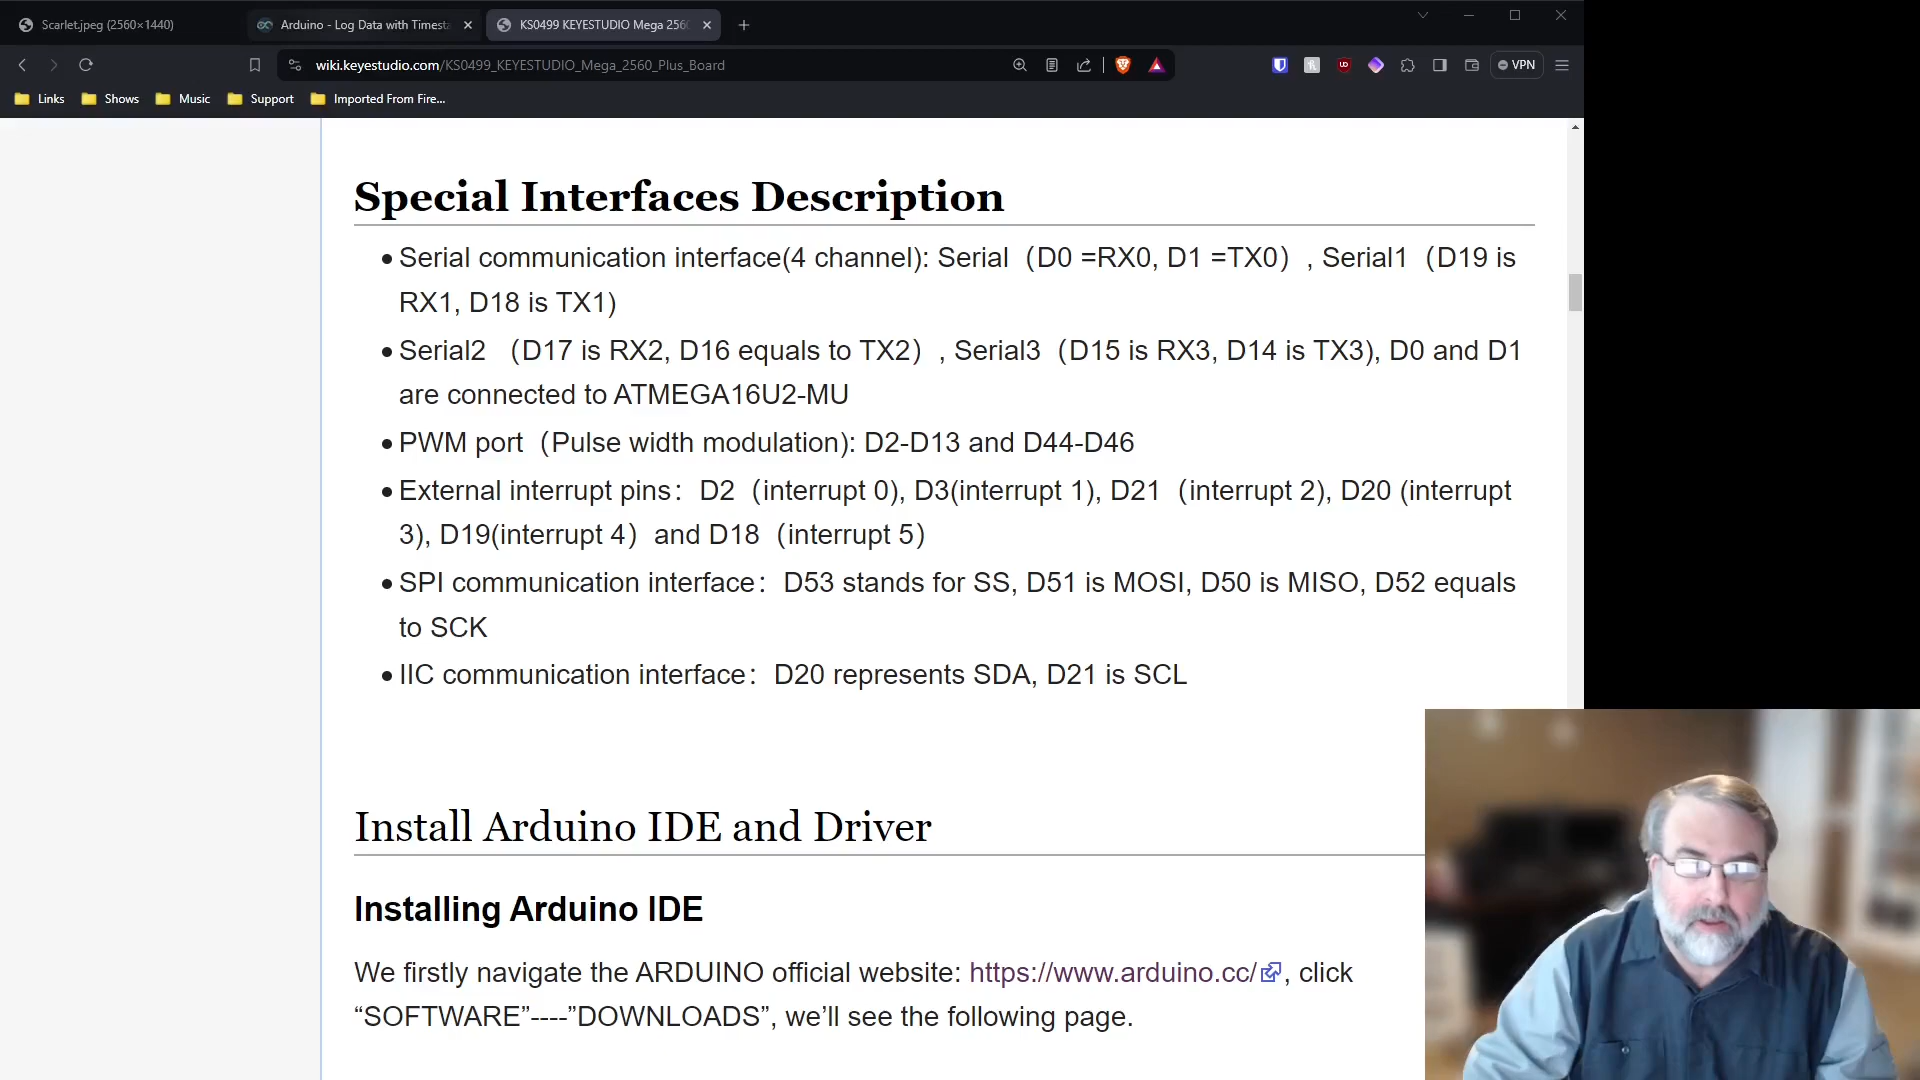 Scarlet.jpeg (2560×1440)
Arduino - Log Data with Timesta
KS0499 KEYESTUDIO Mega 256
wiki.keyestudio.com/KS0499_KEYESTUDIO_Mega_2560_Plus_Board
VPN
Links
Shows
Music
Support
Imported From Fire...
Special Interfaces Description
Serial communication interface(4 channel): Serial（D0 =RX0, D1 =TX0）, Serial1（D19 is
RX1, D18 is TX1)
Serial2 （D17 is RX2, D16 equals to TX2）, Serial3（D15 is RX3, D14 is TX3), D0 and D1
are connected to ATMEGA16U2-MU
PWM port（Pulse width modulation): D2-D13 and D44-D46
External interrupt pins：D2（interrupt 0), D3(interrupt 1), D21（interrupt 2), D20 (interrupt
3), D19(interrupt 4）and D18（interrupt 5）
SPI communication interface：D53 stands for SS, D51 is MOSI, D50 is MISO, D52 equals
to SCK
IIC communication interface：D20 represents SDA, D21 is SCL
Install Arduino IDE and Driver
Installing Arduino IDE
We firstly navigate the ARDUINO official website: https://www.arduino.cc/, click
“SOFTWARE”----”DOWNLOADS”, we’ll see the following page.